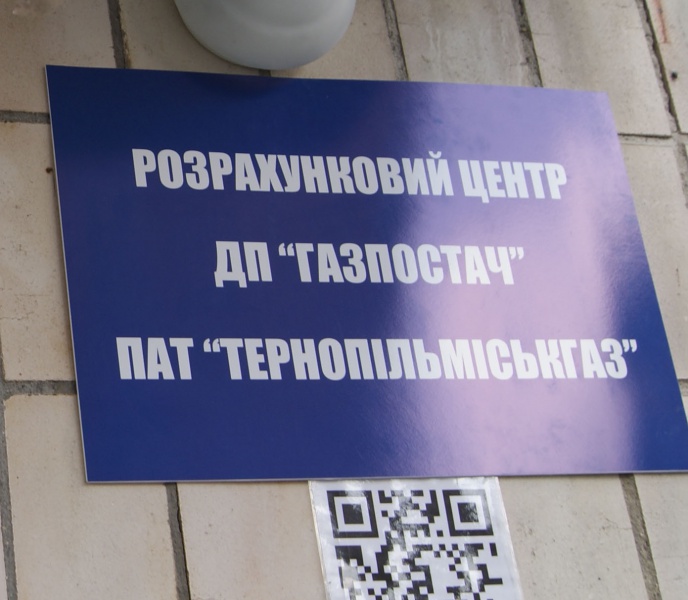 РОЗРАХУНКОВИЙ ЦЕНТР
ДП “ГАЗПОСТАЧ”
ПАТ “ТЕРНОПІЛЬМІСЬКГАЗ”